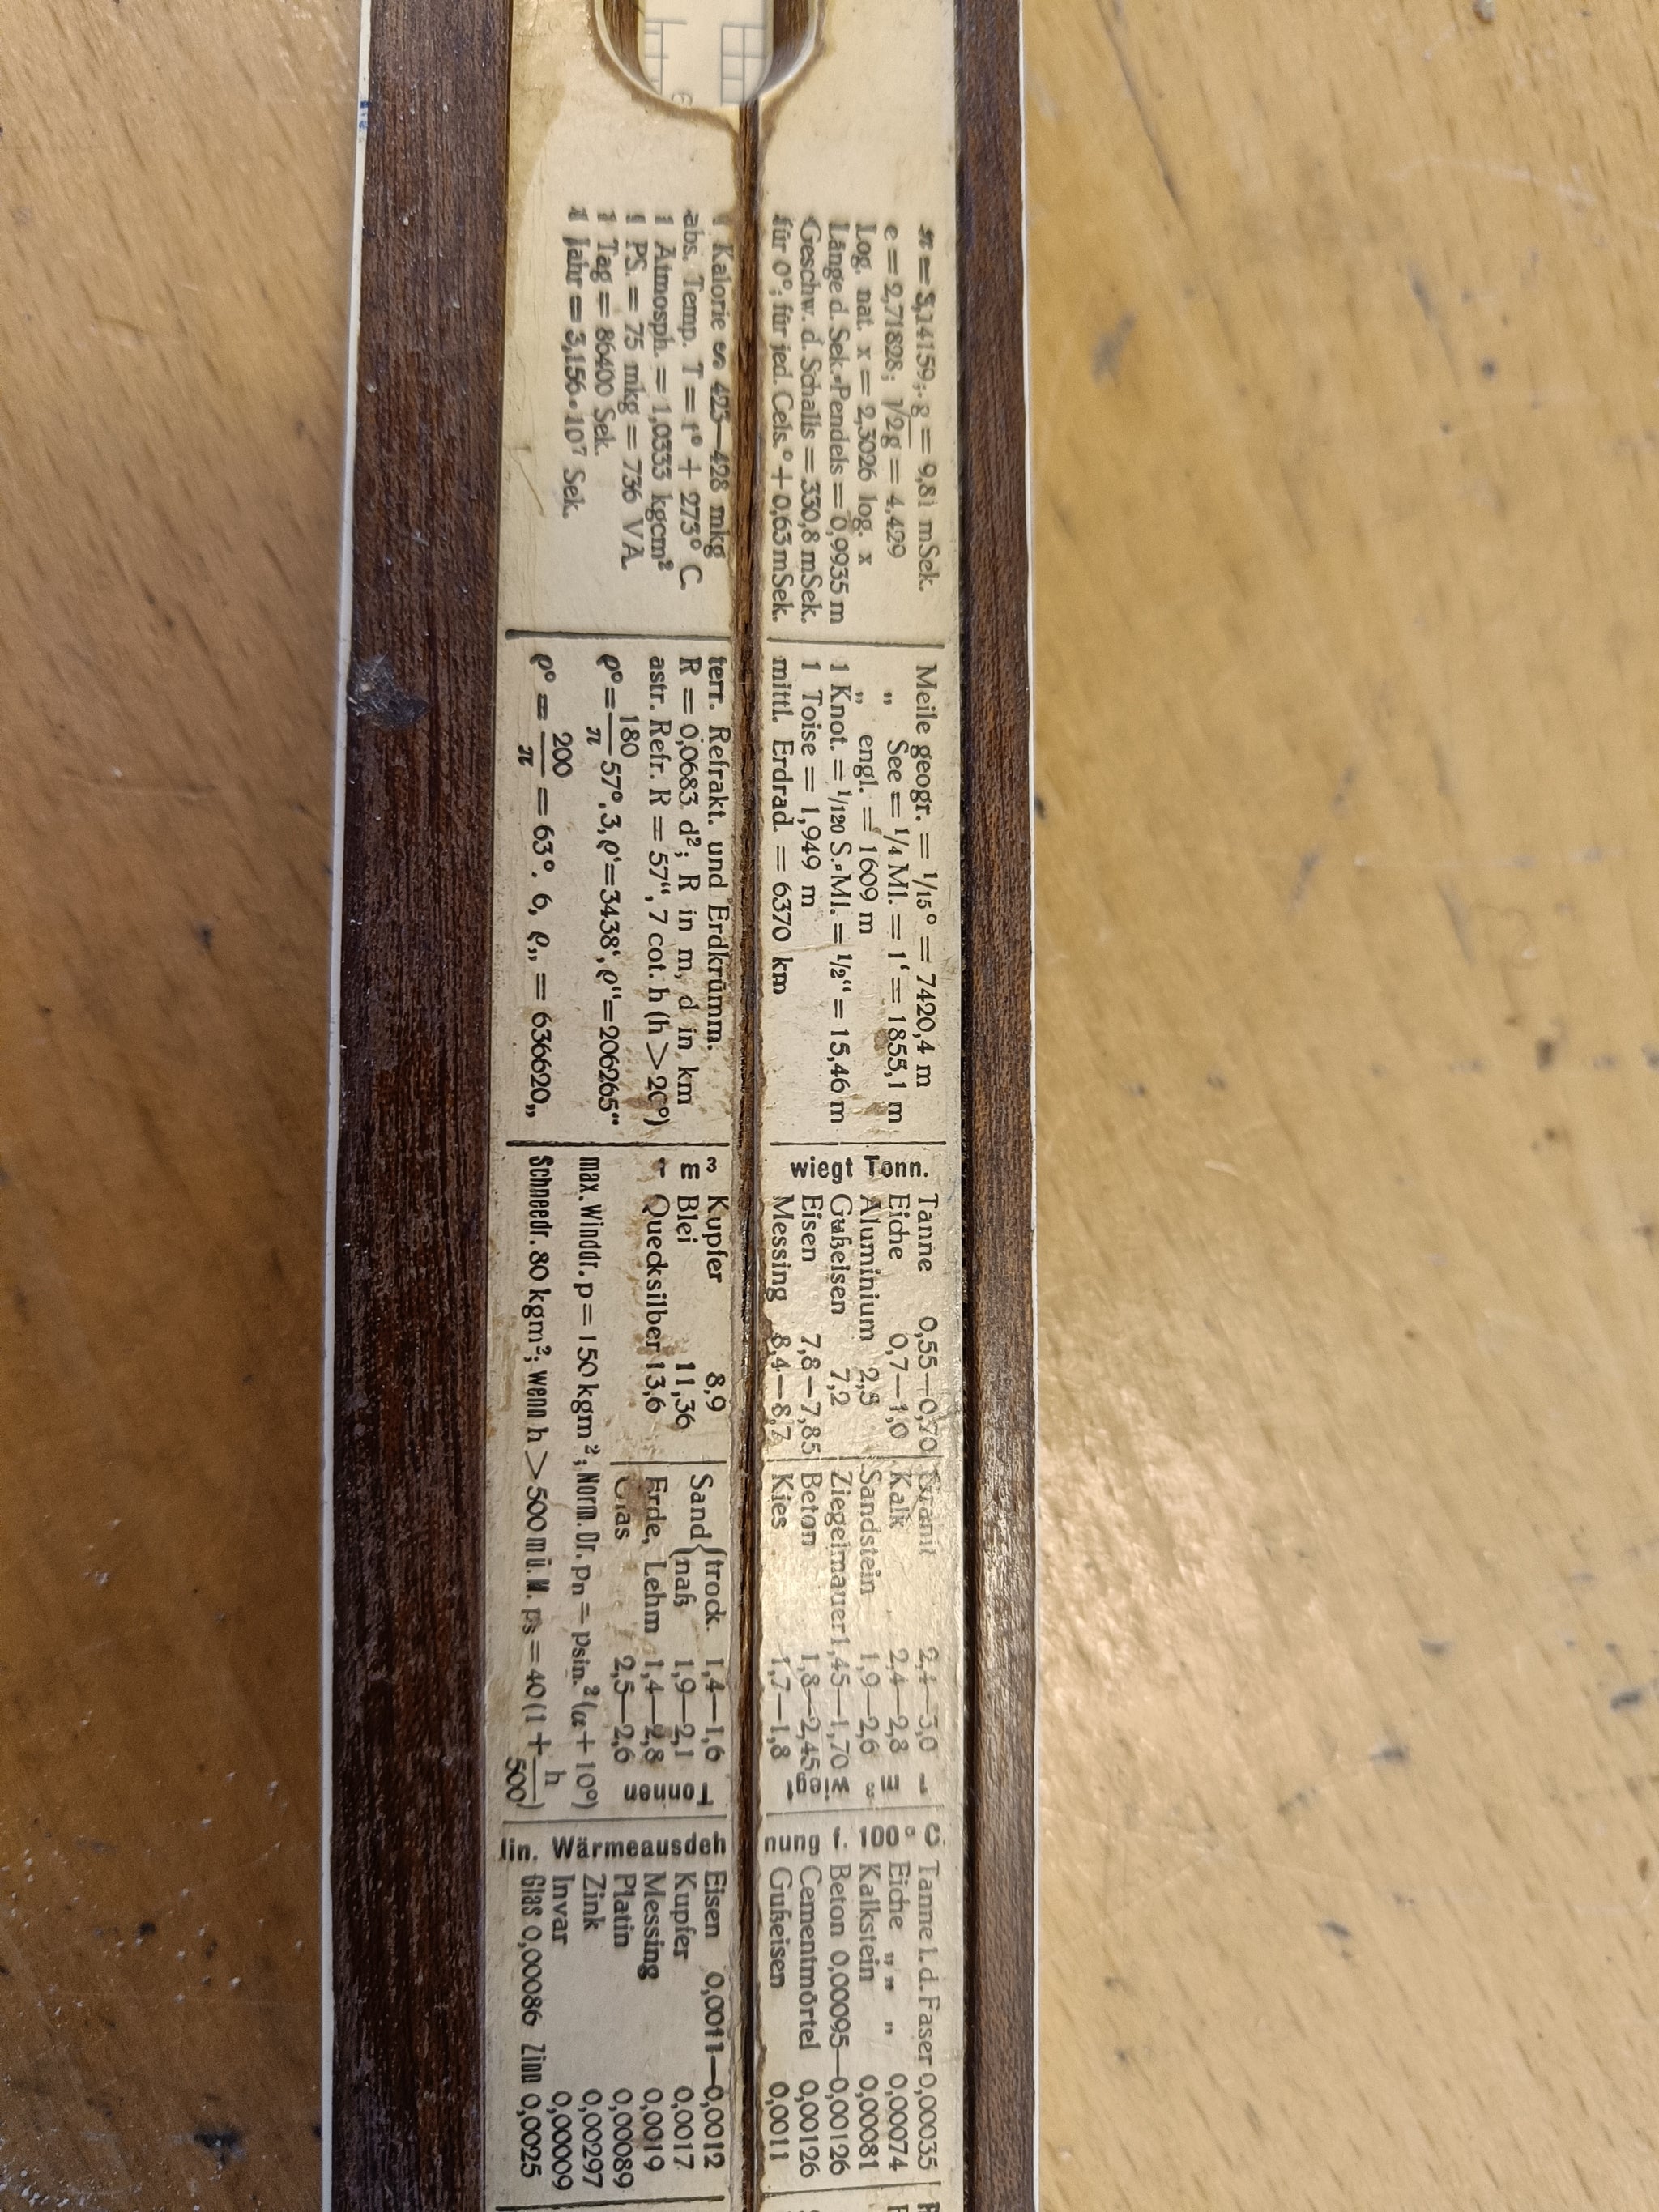 π = 3,14159; g = 9,81 mSek.
e = 2,71828; √2g = 4,429
Log. nat. x = 2,3026 log. x
Länge d. Sek.-Pendels = 0,9935 m
Geschw. d. Schalls = 330,8 mSek.
für 0°; für jed. Cels.° + 0,63 mSek.
1 Kalorie ∾ 425—428 mkg
abs. Temp. T = t° + 273° C.
1 Atmosph. = 1,0333 kgcm²
1 PS. = 75 mkg = 736 VA.
1 Tag = 86400 Sek.
1 Jahr = 3,156·10⁷ Sek.
Meile geogr. = 1/15° = 7420,4 m
„ See = 1/4 Ml. = 1' = 1855,1 m
„ engl. = 1609 m
1 Knot. = 1/120 S.-Ml. = 1/2“ = 15,46 m
1 Toise = 1,949 m
mittl. Erdrad. = 6370 km
terr. Refrakt. und Erdkrümm.
R = 0,0683 d²; R in m, d in km
astr. Refr. R = 57“,7 cot. h (h > 20°)
ρ° = 180/π 57°.3, ρ' = 3438', ρ“ = 206265“
ρ° = 200/π = 63°. 6, ρ„ = 636620„
1 m³ wiegt Tonn.
Tanne 0,55—0,70
Eiche 0,7—1,0
Aluminium 2,5
Gußeisen 7,2
Eisen 7,8—7,85
Messing 8,4—8,7
Kupfer 8,9
Blei 11,36
Quecksilber 13,6
Granit 2,4—3,0
Kalk 2,4—2,8
Sandstein 1,9—2,6
Ziegelmauer 1,45—1,70
Beton 1,8—2,45
Kies 1,7—1,8
Sand { trock. 1,4—1,6
naß 1,9—2,1
Erde, Lehm 1,4—2,8
Glas 2,5—2,6
1 m³ wiegt Tonnen
max. Winddr. p = 150 kgm²; Norm. Dr. pn = p sin.² (α + 10°)
Schneedr. 80 kgm²; wenn h > 500 m ü. M. ps = 40 (1 + h/500)
lin. Wärmeausdehnung f. 100° C
Tanne l. d. Faser 0,00035
Eiche „ „ „ 0,00074
Kalkstein 0,00081
Beton 0,00095—0,00126
Cementmörtel 0,00126
Gußeisen 0,0011
Eisen 0,0011—0,0012
Kupfer 0,0017
Messing 0,0019
Platin 0,00089
Zink 0,00297
Invar 0,00009
Glas 0,00086 Zinn 0,0025